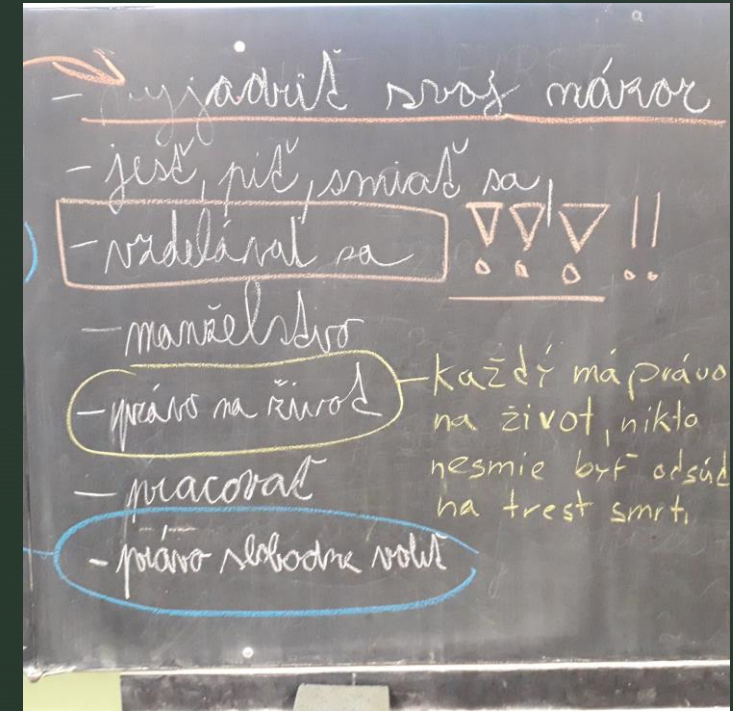 - vyjadriť svoj názor
- jesť, piť, smiať sa,
- vzdelávať sa !!! !!
- manželstvo
- právo na život
- Každý má právo
na život, nikto
nesmie byť odsúd
na trest smrti
- pracovať
- právo slobodne voliť